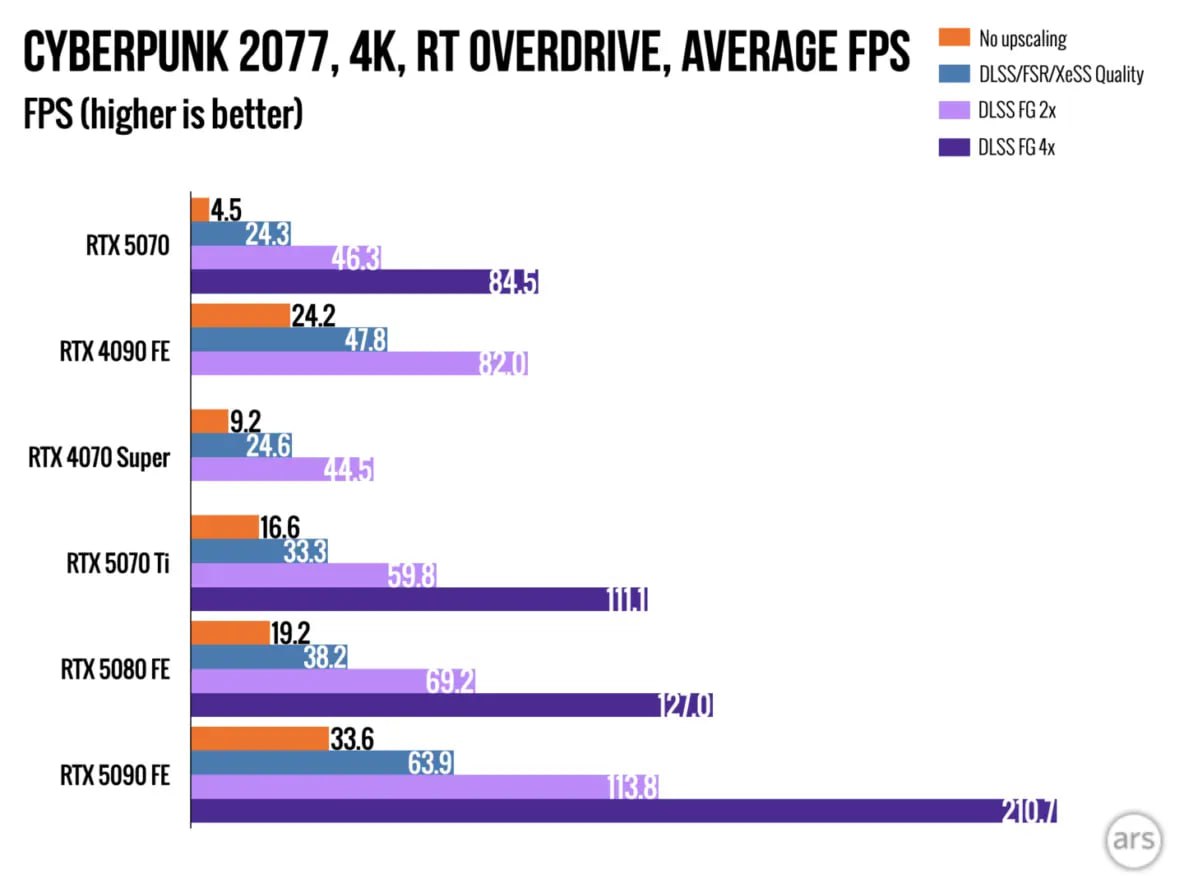 CYBERPUNK 2077, 4K, RT OVERDRIVE, AVERAGE FPS
FPS (higher is better)
No upscaling
DLSS/FSR/XeSS Quality
DLSS FG 2x
DLSS FG 4x
RTX 5070
4.5
24.3
46.3
84.5
RTX 4090 FE
24.2
47.8
82.0
RTX 4070 Super
9.2
24.6
44.5
RTX 5070 Ti
16.6
33.3
59.8
111.1
RTX 5080 FE
19.2
38.2
69.2
127.0
RTX 5090 FE
33.6
63.9
113.8
210.7
ars